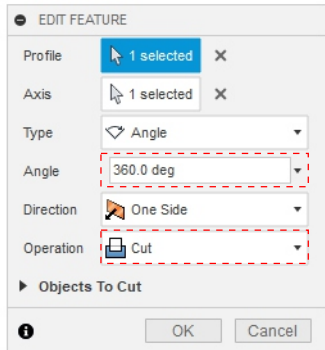 EDIT FEATURE
Profile 1 selected
Axis 1 selected
Type Angle
Angle 360.0 deg
Direction One Side
Operation Cut
Objects To Cut
OK Cancel